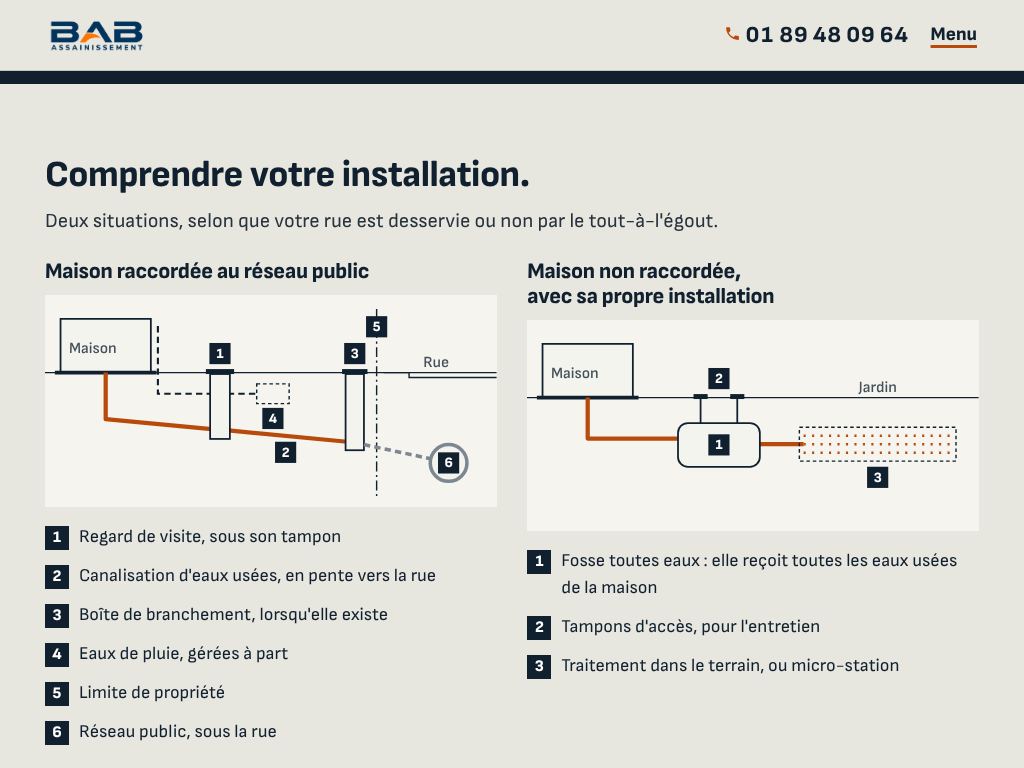 BAB
ASSAINISSEMENT
01 89 48 09 64
Menu
Comprendre votre installation.
Deux situations, selon que votre rue est desservie ou non par le tout-à-l'égout.
Maison raccordée au réseau public
Maison
1
3
5
Rue
4
2
6
1 Regard de visite, sous son tampon
2 Canalisation d'eaux usées, en pente vers la rue
3 Boîte de branchement, lorsqu'elle existe
4 Eaux de pluie, gérées à part
5 Limite de propriété
6 Réseau public, sous la rue
Maison non raccordée,
avec sa propre installation
Maison
2
Jardin
1
3
1 Fosse toutes eaux : elle reçoit toutes les eaux usées
de la maison
2 Tampons d'accès, pour l'entretien
3 Traitement dans le terrain, ou micro-station